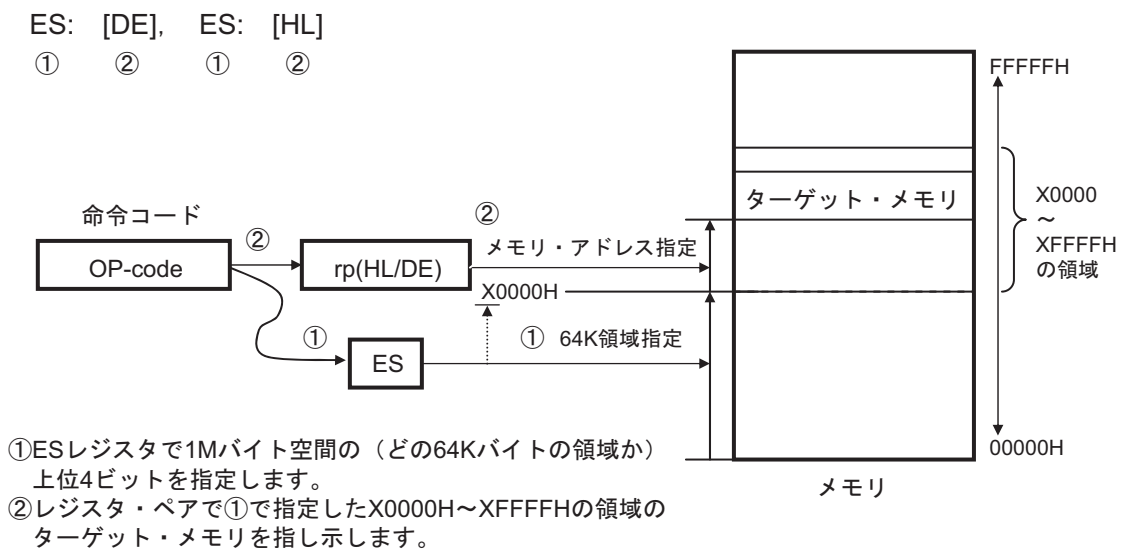 ES: [DE], ES: [HL]
① ② ① ②
FFFFFH
ターゲット・メモリ
X0000
～
XFFFFH
の領域
命令コード
②
②
メモリ・アドレス指定
OP-code
rp(HL/DE)
X0000H
①
① 64K領域指定
ES
00000H
メモリ
①ESレジスタで1Mバイト空間の（どの64Kバイトの領域か）
上位4ビットを指定します。
②レジスタ・ペアで①で指定したX0000H～XFFFFHの領域の
ターゲット・メモリを指し示します。